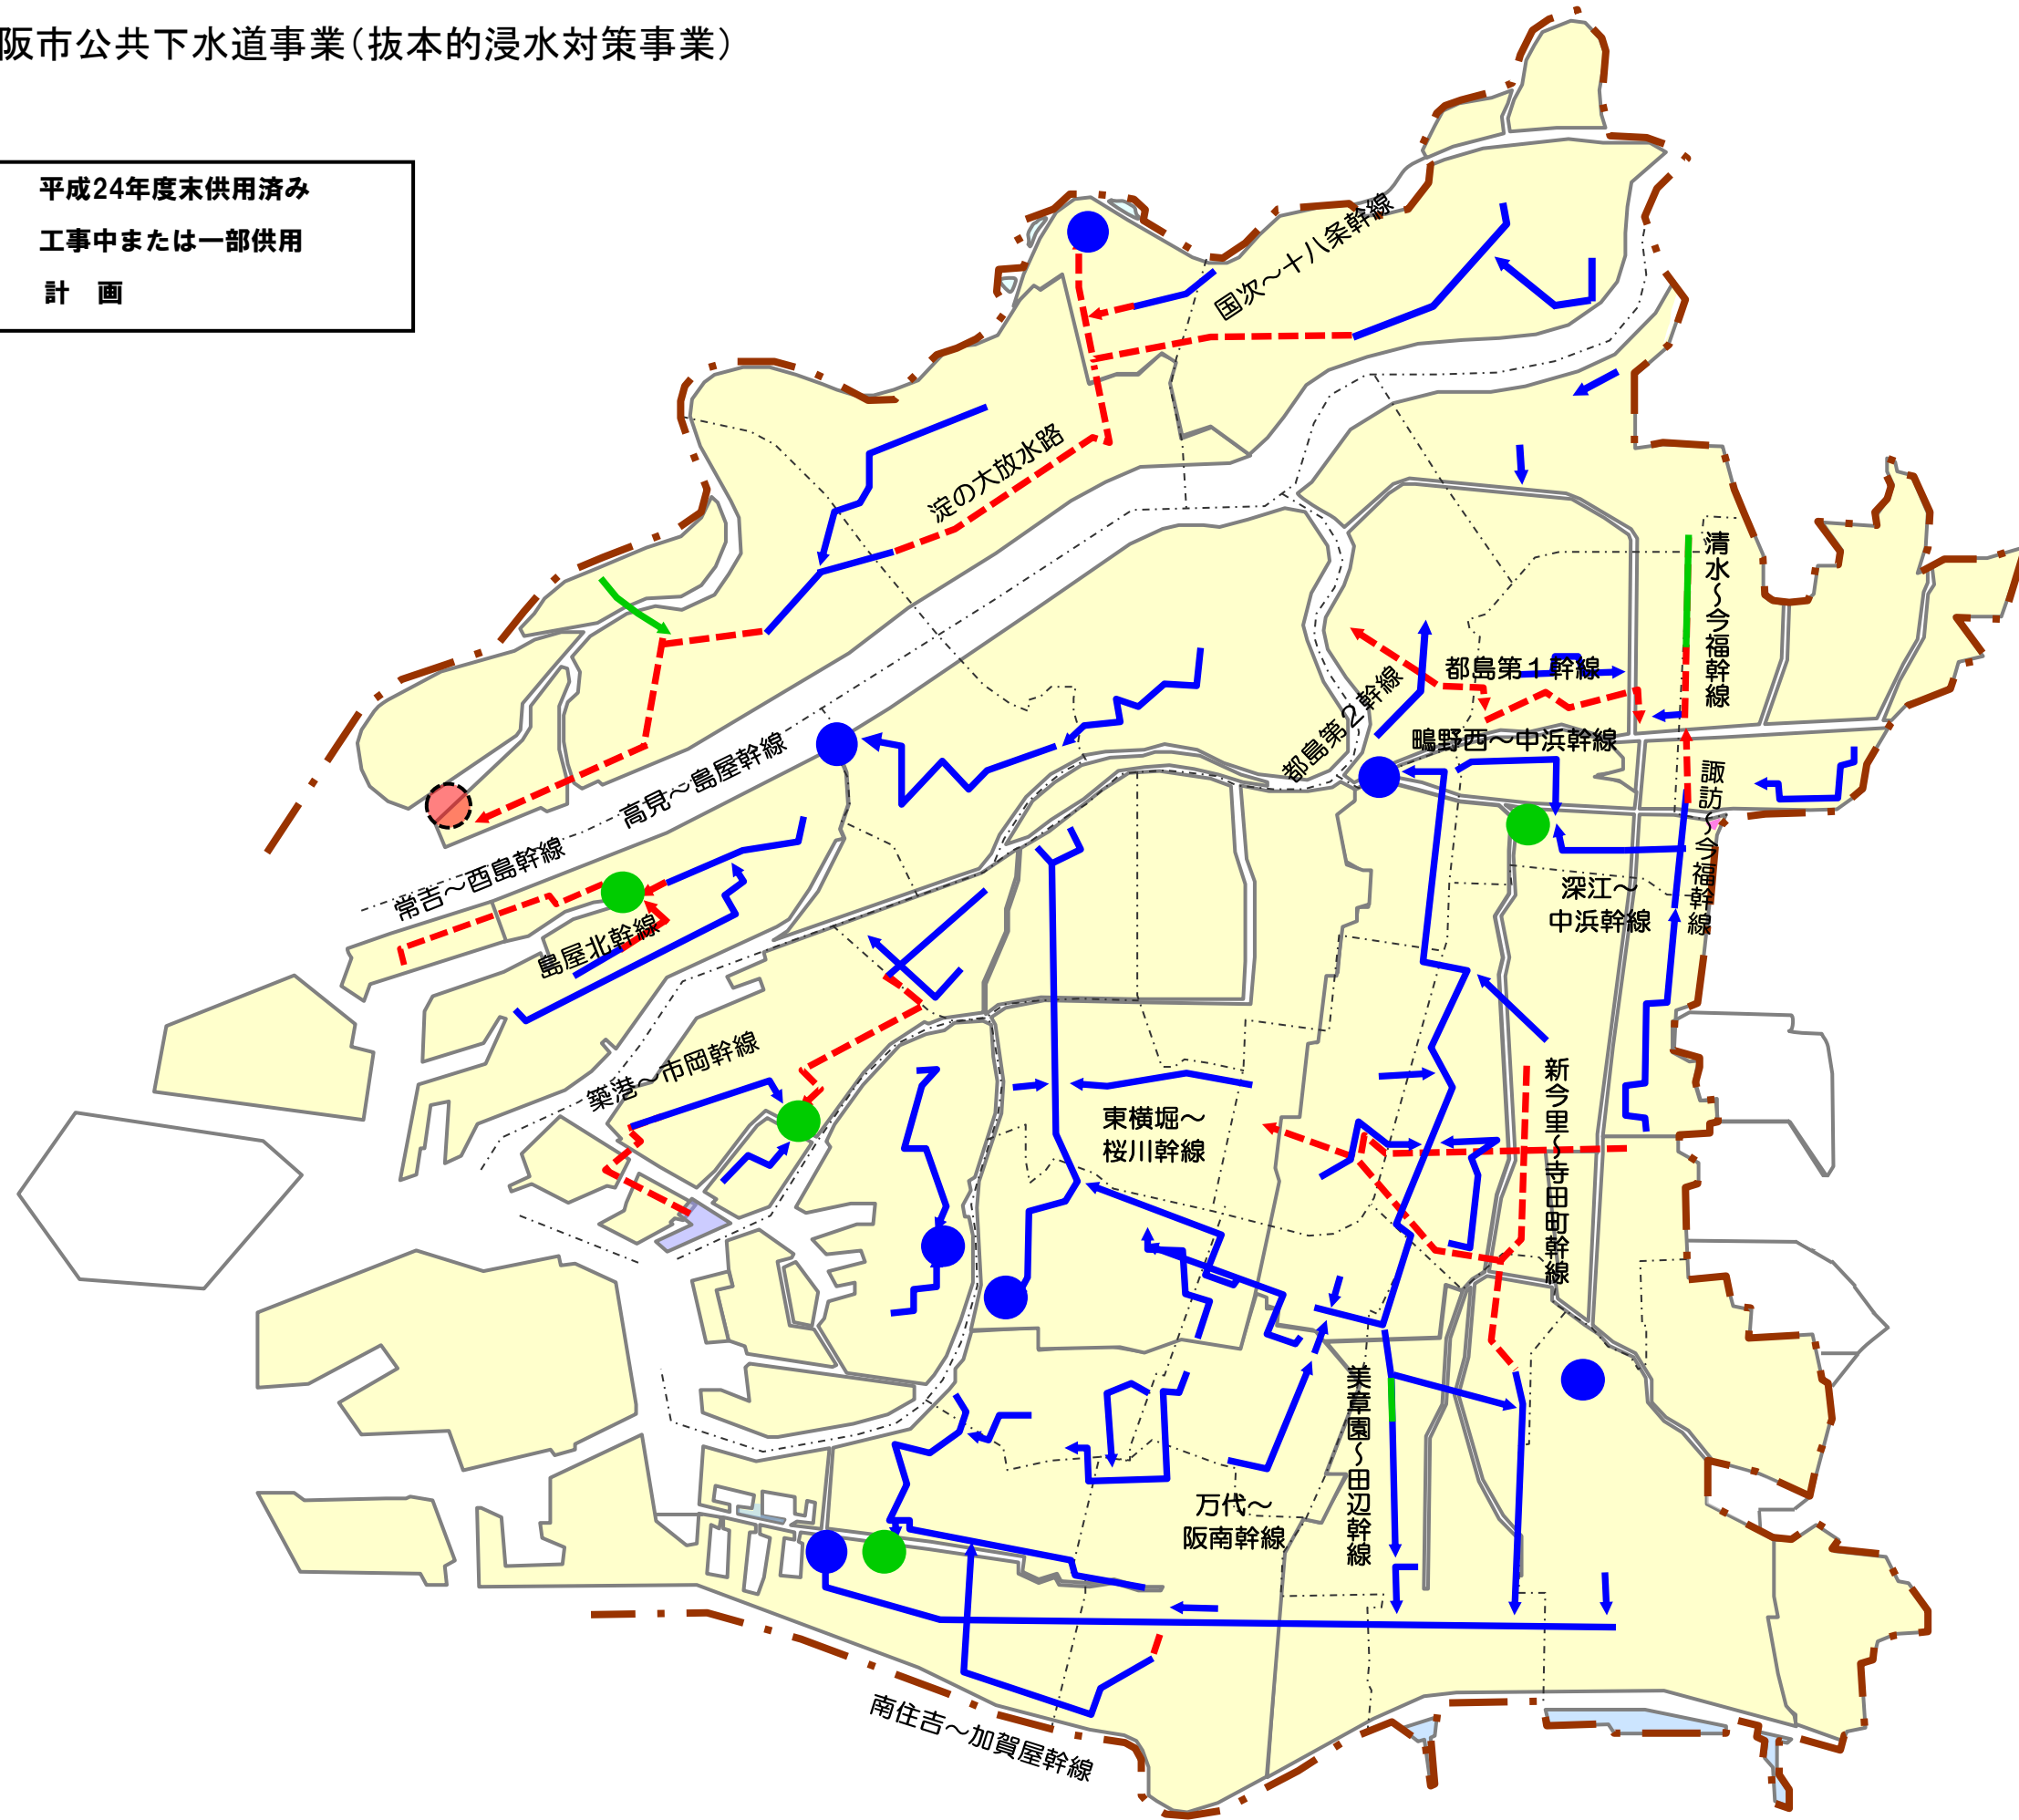 阪市公共下水道事業(抜本的浸水対策事業)
平成24年度末供用済み
工事中または一部供用
計　画
国次～十八条幹線
淀の大放水路
清水～今福幹線
都島第1幹線
都島第2幹線
鴫野西～中浜幹線
諏訪～今福幹線
高見～島屋幹線
常吉～酉島幹線
深江～
中浜幹線
島屋北幹線
築港～市岡幹線
東横堀～
桜川幹線
新今里～寺田町幹線
美章園～田辺幹線
万代～
阪南幹線
南住吉～加賀屋幹線